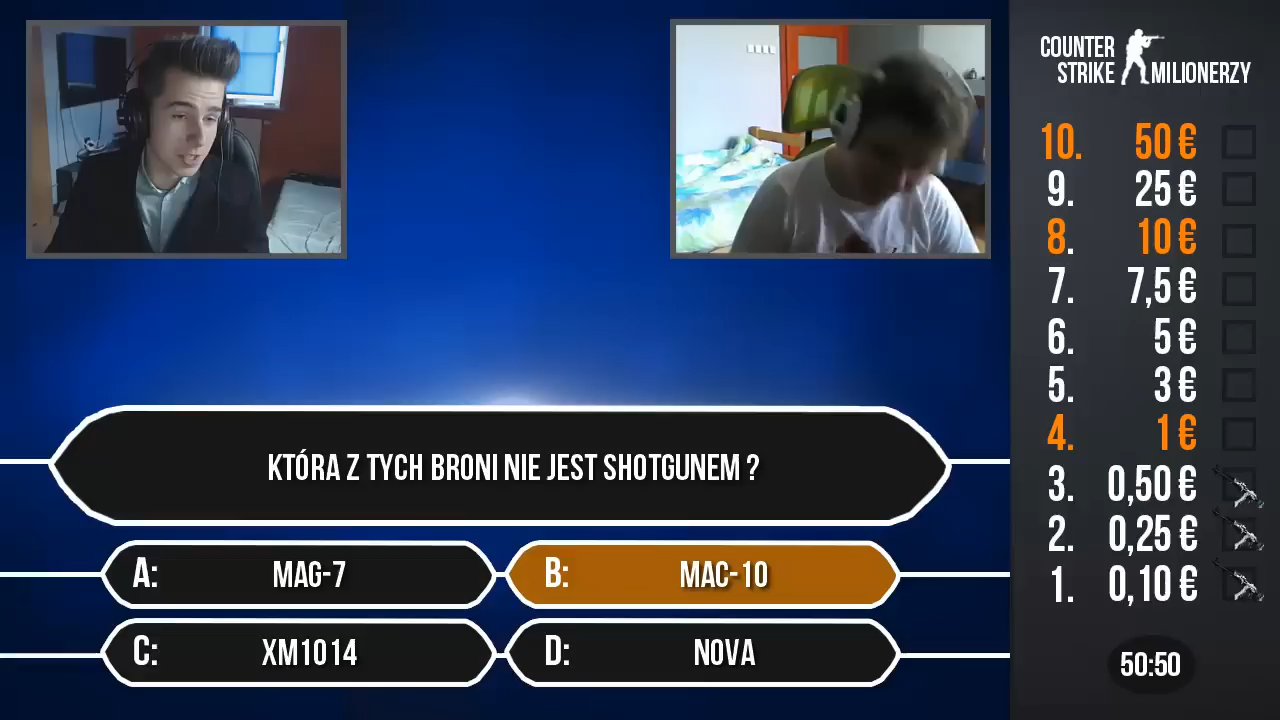 COUNTER
STRIKE MILIONERZY
10. 50 €
9. 25 €
8. 10 €
7. 7,5 €
6. 5 €
5. 3 €
4. 1 €
3. 0,50 €
2. 0,25 €
1. 0,10 €
50:50
KTÓRA Z TYCH BRONI NIE JEST SHOTGUNEM ?
A: MAG-7
B: MAC-10
C: XM1014
D: NOVA